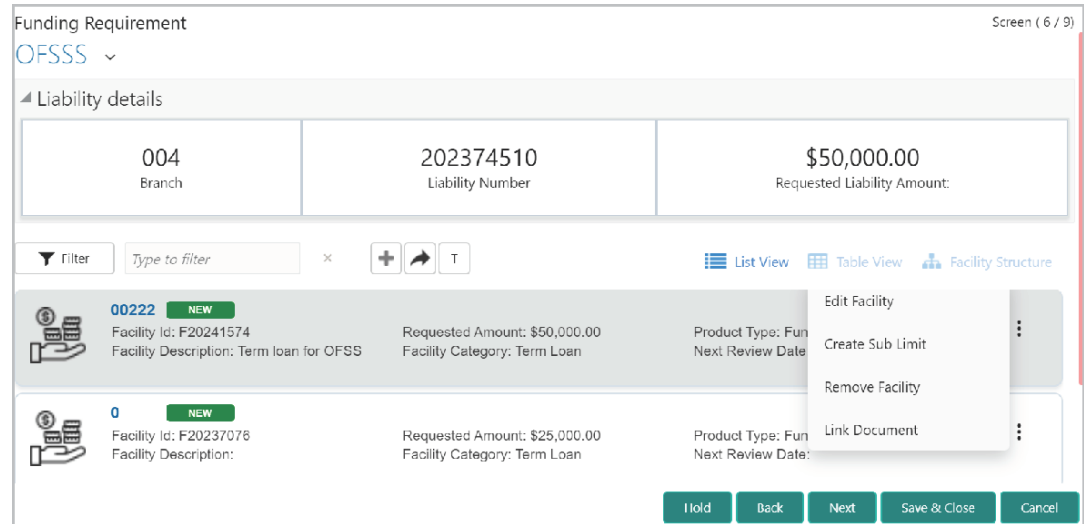 Funding Requirement
Screen ( 6 / 9)
OFSSS
Liability details
004
Branch
202374510
Liability Number
$50,000.00
Requested Liability Amount:
Filter
Type to filter
T
List View
Table View
Facility Structure
00222 NEW
Facility Id: F20241574
Requested Amount: $50,000.00
Product Type: Fun
Facility Description: Term loan for OFSS
Facility Category: Term Loan
Next Review Date
Edit Facility
Create Sub Limit
Remove Facility
Link Document
0 NEW
Facility Id: F20237076
Requested Amount: $25,000.00
Product Type: Fun
Facility Description:
Facility Category: Term Loan
Next Review Date:
Hold
Back
Next
Save & Close
Cancel